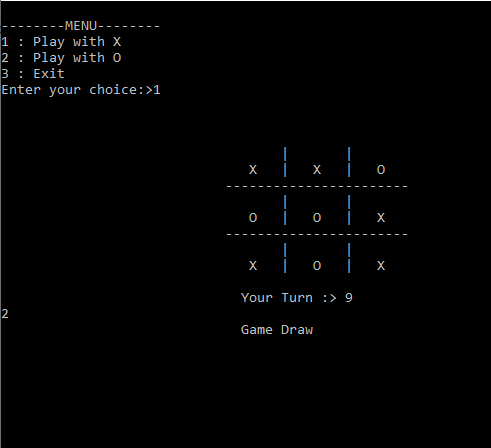 --------MENU--------
1 : Play with X
2 : Play with O
3 : Exit
Enter your choice:>1
| |
X | X | O
-----------------------
| |
O | O | X
-----------------------
| |
X | O | X
Your Turn :> 9
2
Game Draw